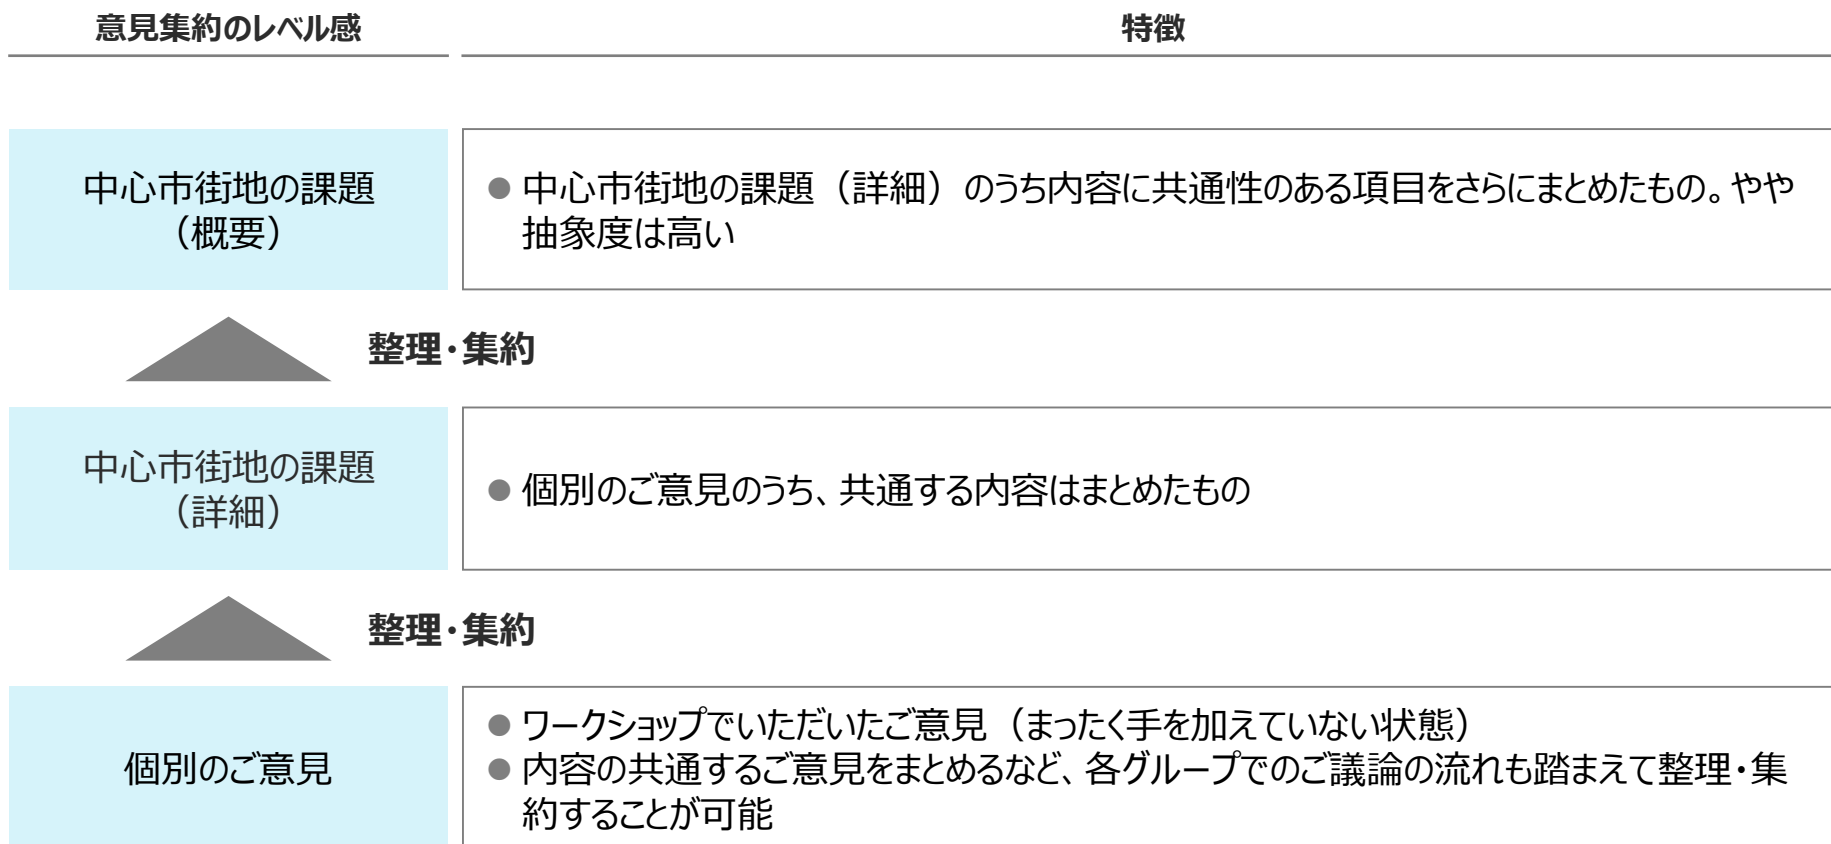 意見集約のレベル感
特徴
中心市街地の課題
（概要）
● 中心市街地の課題（詳細）のうち内容に共通性のある項目をさらにまとめたもの。やや
抽象度は高い
整理・集約
中心市街地の課題
（詳細）
● 個別のご意見のうち、共通する内容はまとめたもの
整理・集約
個別のご意見
● ワークショップでいただいたご意見（まったく手を加えていない状態）
● 内容の共通するご意見をまとめるなど、各グループでのご議論の流れも踏まえて整理・集
約することが可能